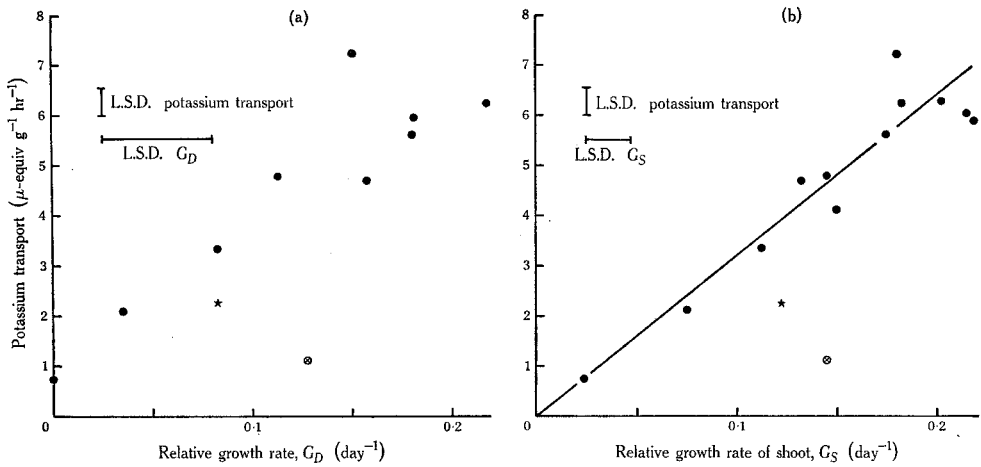 (a)
8
7
6
5
4
3
2
1
0
0·1
0·2
Potassium transport (μ-equiv g⁻¹ hr⁻¹)
L.S.D. potassium transport
L.S.D. G_D
Relative growth rate, G_D (day⁻¹)
(b)
8
7
6
5
4
3
2
1
0
0·1
0·2
L.S.D. potassium transport
L.S.D. G_S
Relative growth rate of shoot, G_S (day⁻¹)